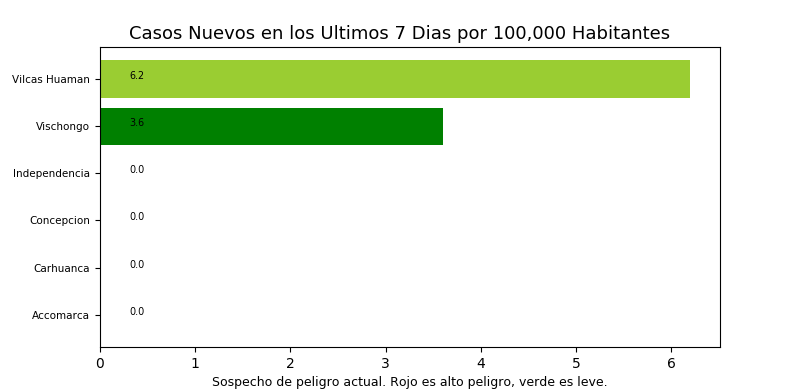 Casos Nuevos en los Ultimos 7 Dias por 100,000 Habitantes
Vilcas Huaman 6.2
Vischongo 3.6
Independencia 0.0
Concepcion 0.0
Carhuanca 0.0
Accomarca 0.0
0 1 2 3 4 5 6
Sospecho de peligro actual. Rojo es alto peligro, verde es leve.